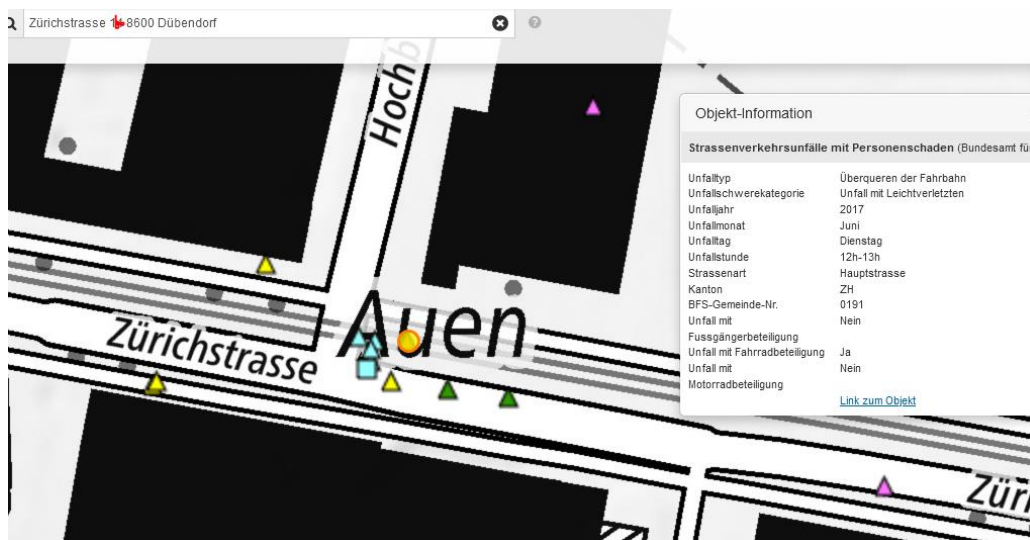 Zürichstrasse 1 8600 Dübendorf
Hochb
Objekt-Information
Strassenverkehrsunfälle mit Personenschaden (Bundesamt für
Unfalltyp Überqueren der Fahrbahn
Unfallschwerekategorie Unfall mit Leichtverletzten
Unfalljahr 2017
Unfallmonat Juni
Unfalltag Dienstag
Unfallstunde 12h-13h
Strassenart Hauptstrasse
Kanton ZH
BFS-Gemeinde-Nr. 0191
Unfall mit Nein
Fussgängerbeteiligung
Unfall mit Fahrradbeteiligung Ja
Unfall mit Nein
Motorradbeteiligung
Link zum Objekt
Auen
Zürichstrasse
Züri